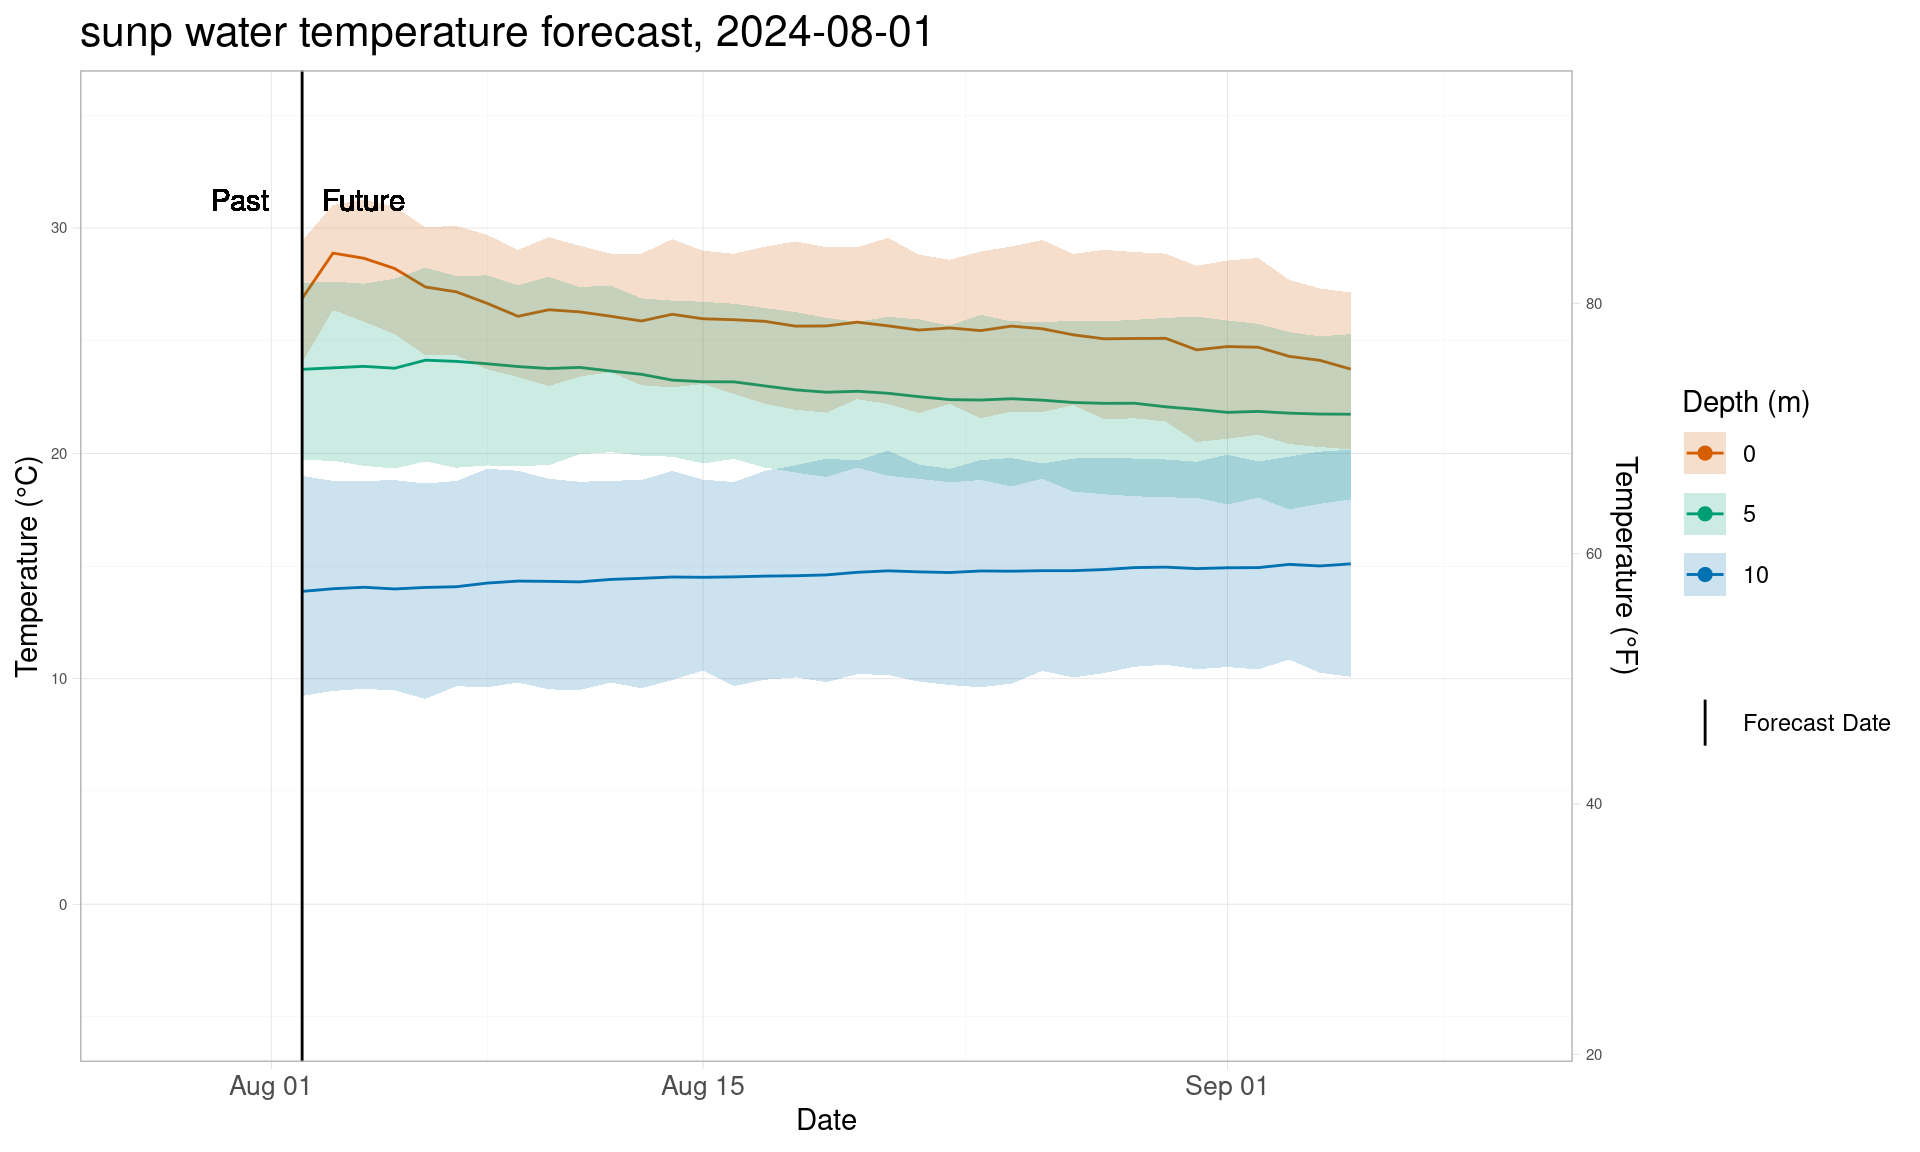 sunp water temperature forecast, 2024-08-01
Past
Future
30
20
10
0
Temperature (°C)
80
60
40
20
Temperature (°F)
Aug 01
Aug 15
Sep 01
Date
Depth (m)
0
5
10
Forecast Date